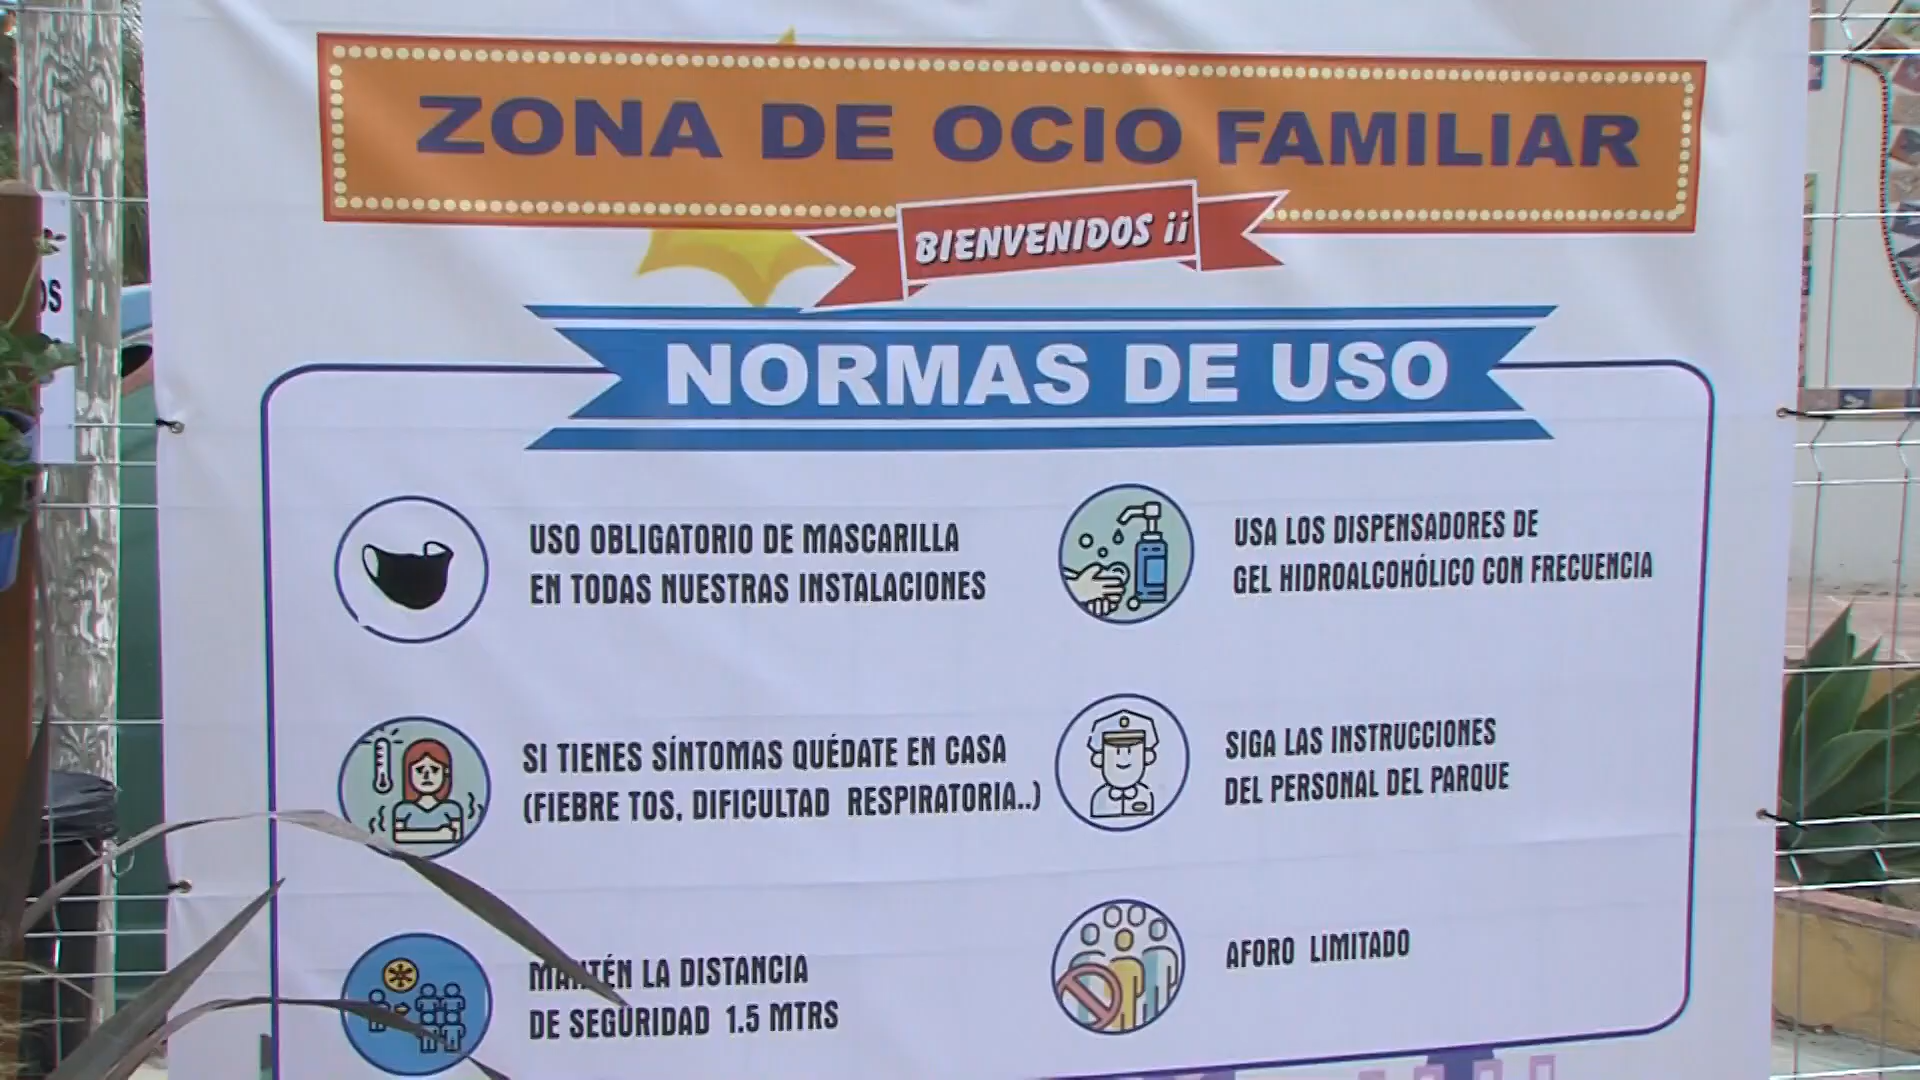 ZONA DE OCIO FAMILIAR
BIENVENIDOS ¡¡
NORMAS DE USO
USO OBLIGATORIO DE MASCARILLA
EN TODAS NUESTRAS INSTALACIONES
USA LOS DISPENSADORES DE
GEL HIDROALCOHÓLICO CON FRECUENCIA
SI TIENES SÍNTOMAS QUÉDATE EN CASA
(FIEBRE TOS, DIFICULTAD RESPIRATORIA..)
SIGA LAS INSTRUCCIONES
DEL PERSONAL DEL PARQUE
MANTÉN LA DISTANCIA
DE SEGURIDAD 1.5 MTRS
AFORO LIMITADO